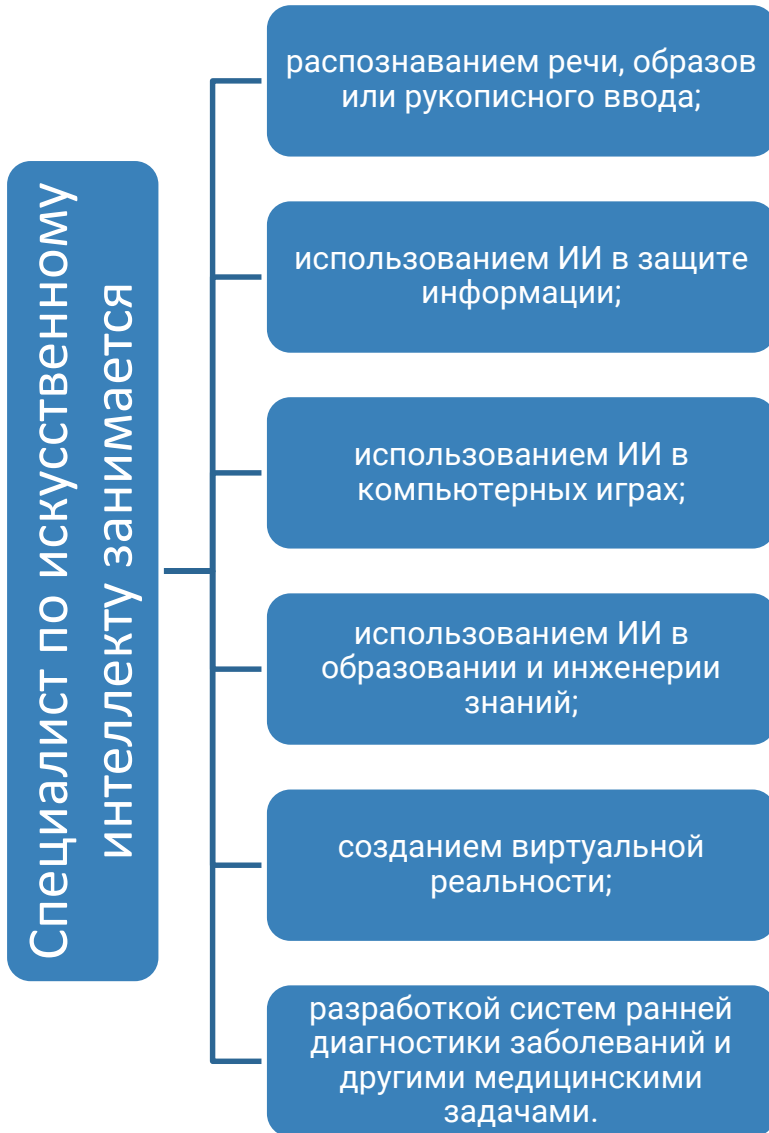 Специалист по искусственному
интеллекту занимается
распознаванием речи, образов
или рукописного ввода;
использованием ИИ в защите
информации;
использованием ИИ в
компьютерных играх;
использованием ИИ в
образовании и инженерии
знаний;
созданием виртуальной
реальности;
разработкой систем ранней
диагностики заболеваний и
другими медицинскими
задачами.